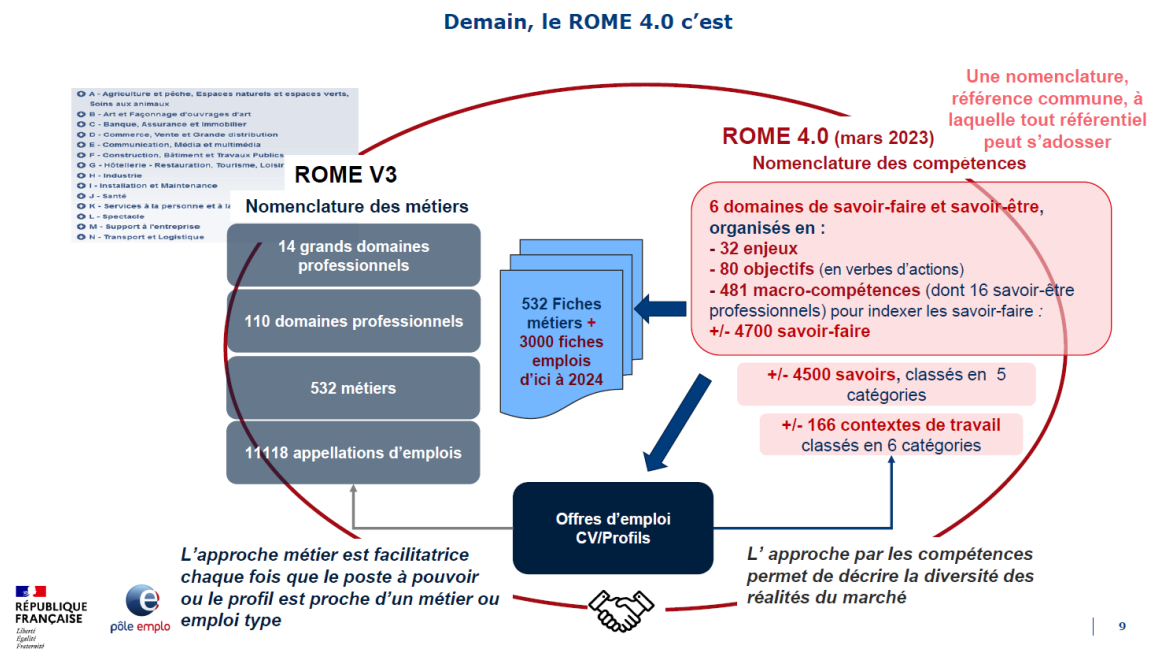 Demain, le ROME 4.0 c'est
A - Agriculture et pêche, Espaces naturels et espaces verts,
Soins aux animaux
B - Art et Façonnage d'ouvrages d'art
C - Banque, Assurance et Immobilier
D - Commerce, Vente et Grande distribution
E - Communication, Média et multimédia
F - Construction, Bâtiment et Travaux Publics
G - Hôtellerie - Restauration, Tourisme, Loisir
H - Industrie
I - Installation et Maintenance
J - Santé
K - Services à la personne et à la
L - Spectacle
M - Support à l'entreprise
N - Transport et Logistique
ROME V3
Nomenclature des métiers
14 grands domaines
professionnels
110 domaines professionnels
532 métiers
11118 appellations d'emplois
532 Fiches
métiers +
3000 fiches
emplois
d'ici à 2024
Une nomenclature,
référence commune, à
laquelle tout référentiel
peut s'adosser
ROME 4.0 (mars 2023)
Nomenclature des compétences
6 domaines de savoir-faire et savoir-être,
organisés en :
- 32 enjeux
- 80 objectifs (en verbes d'actions)
- 481 macro-compétences (dont 16 savoir-être
professionnels) pour indexer les savoir-faire :
+/- 4700 savoir-faire
+/- 4500 savoirs, classés en 5
catégories
+/- 166 contextes de travail
classés en 6 catégories
Offres d'emploi
CV/Profils
L'approche métier est facilitatrice
chaque fois que le poste à pouvoir
ou le profil est proche d'un métier ou
emploi type
L' approche par les compétences
permet de décrire la diversité des
réalités du marché
RÉPUBLIQUE
FRANÇAISE
Liberté
Égalité
Fraternité
pôle emplo
9